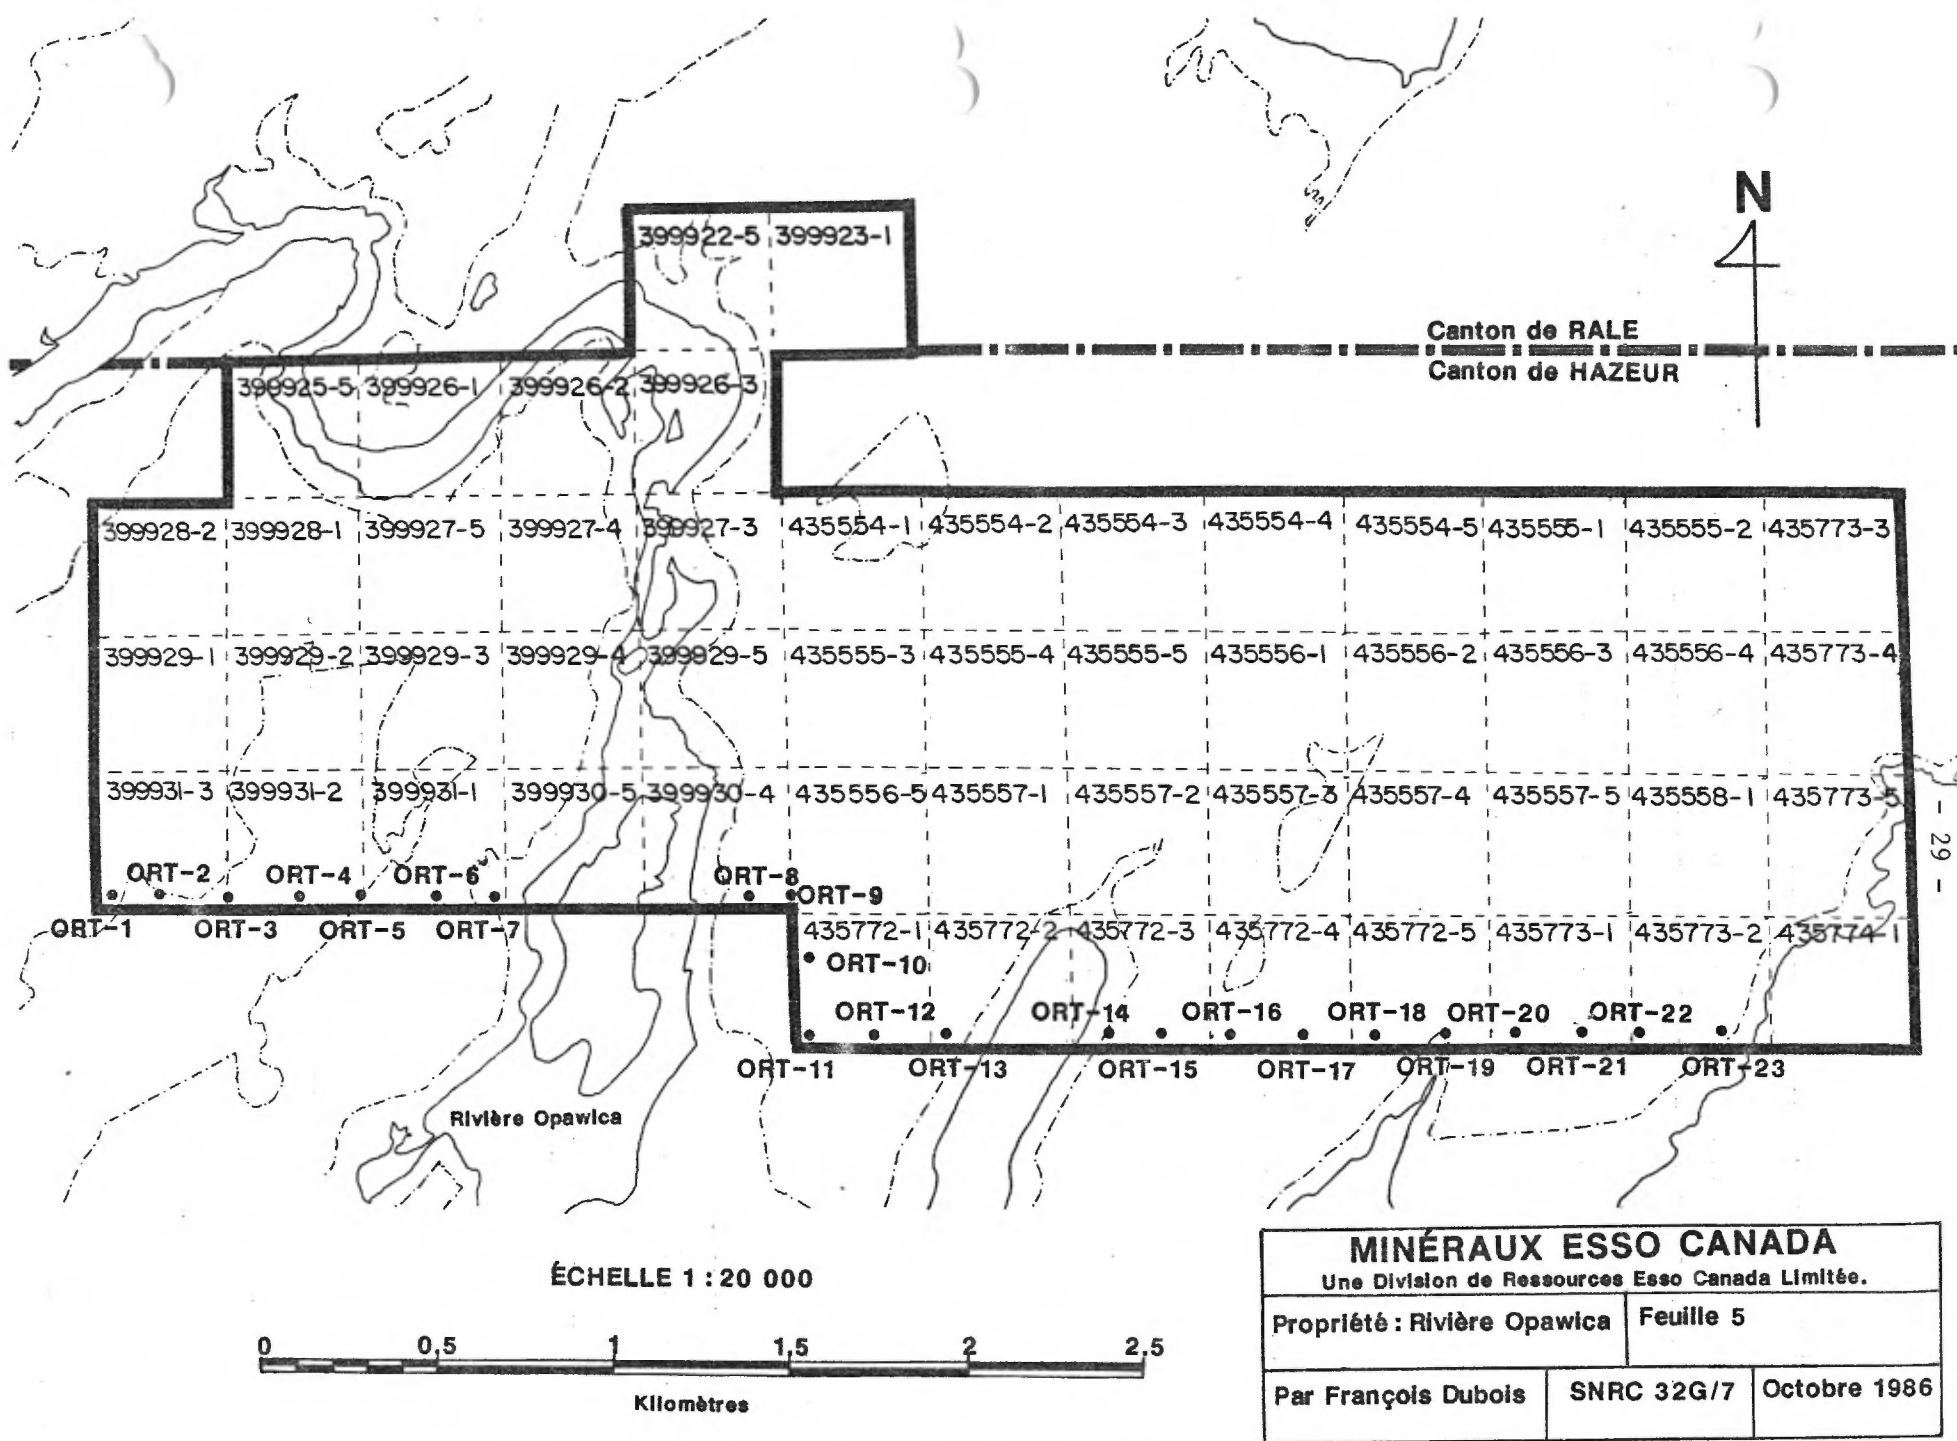 N
399922-5 399923-1
Canton de RALE
Canton de HAZEUR
399925-5 399926-1 399926-2 399926-3
399928-2 399928-1 399927-5 399927-4 399927-3 435554-1 435554-2 435554-3 435554-4 435554-5 435555-1 435555-2 435773-3
399929-1 399929-2 399929-3 399929-4 399929-5 435555-3 435555-4 435555-5 435556-1 435556-2 435556-3 435556-4 435773-4
399931-3 399931-2 399931-1 399930-5 399930-4 435556-5 435557-1 435557-2 435557-3 435557-4 435557-5 435558-1 435773-5
- 29 -
ORT-2 ORT-4 ORT-6 ORT-8 ORT-9
ORT-1 ORT-3 ORT-5 ORT-7 435772-1 435772-2 435772-3 435772-4 435772-5 435773-1 435773-2 435774-1
ORT-10
ORT-12 ORT-14 ORT-16 ORT-18 ORT-20 ORT-22
ORT-11 ORT-13 ORT-15 ORT-17 ORT-19 ORT-21 ORT-23
Rivière Opawica
ÉCHELLE 1 : 20 000
0 0,5 1 1,5 2 2,5
Kilomètres
MINÉRAUX ESSO CANADA
Une Division de Ressources Esso Canada Limitée.
Propriété : Rivière Opawica Feuille 5
Par François Dubois SNRC 32G/7 Octobre 1986